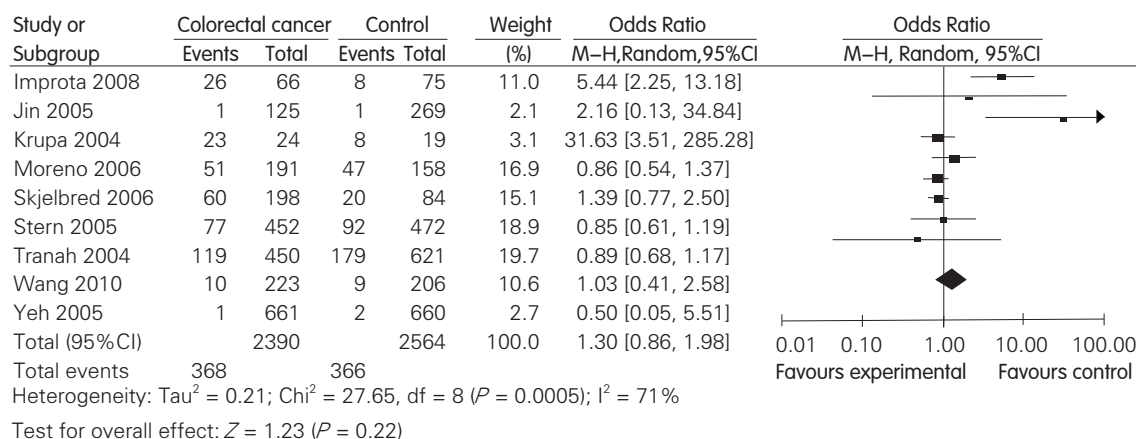 Study or Colorectal cancer Control Weight Odds Ratio Odds Ratio
Subgroup Events Total Events Total (%) M–H,Random,95%CI M–H, Random, 95%CI
Improta 2008 26 66 8 75 11.0 5.44 [2.25, 13.18]
Jin 2005 1 125 1 269 2.1 2.16 [0.13, 34.84]
Krupa 2004 23 24 8 19 3.1 31.63 [3.51, 285.28]
Moreno 2006 51 191 47 158 16.9 0.86 [0.54, 1.37]
Skjelbred 2006 60 198 20 84 15.1 1.39 [0.77, 2.50]
Stern 2005 77 452 92 472 18.9 0.85 [0.61, 1.19]
Tranah 2004 119 450 179 621 19.7 0.89 [0.68, 1.17]
Wang 2010 10 223 9 206 10.6 1.03 [0.41, 2.58]
Yeh 2005 1 661 2 660 2.7 0.50 [0.05, 5.51]
Total (95%CI) 2390 2564 100.0 1.30 [0.86, 1.98]
0.01 0.10 1.00 10.00 100.00
Total events 368 366 Favours experimental Favours control
Heterogeneity: Tau² = 0.21; Chi² = 27.65, df = 8 (P = 0.0005); I² = 71%
Test for overall effect: Z = 1.23 (P = 0.22)